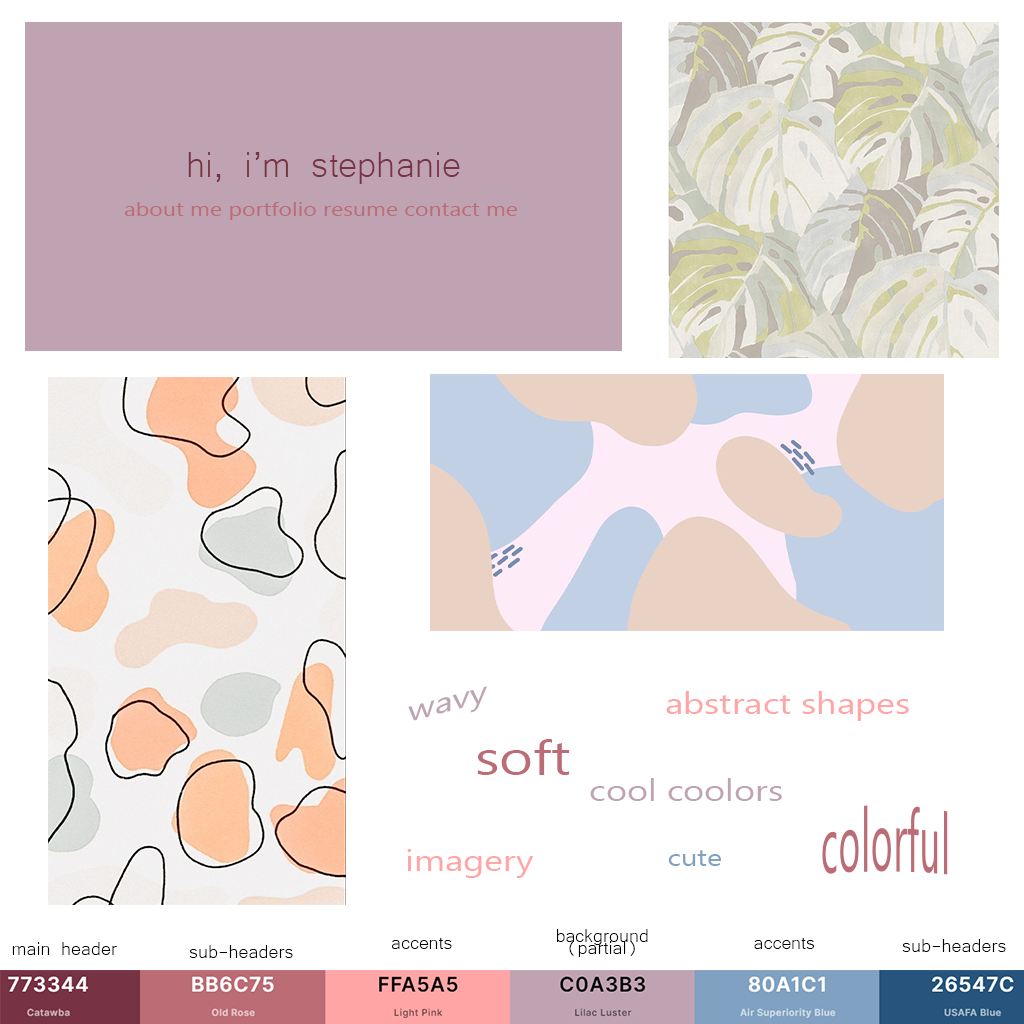 hi, i'm stephanie
about me portfolio resume contact me
wavy
abstract shapes
soft
cool coolors
colorful
imagery
cute
main header
sub-headers
accents
background
(partial)
accents
sub-headers
773344
Catawba
BB6C75
Old Rose
FFA5A5
Light Pink
C0A3B3
Lilac Luster
80A1C1
Air Superiority Blue
26547C
USAFA Blue